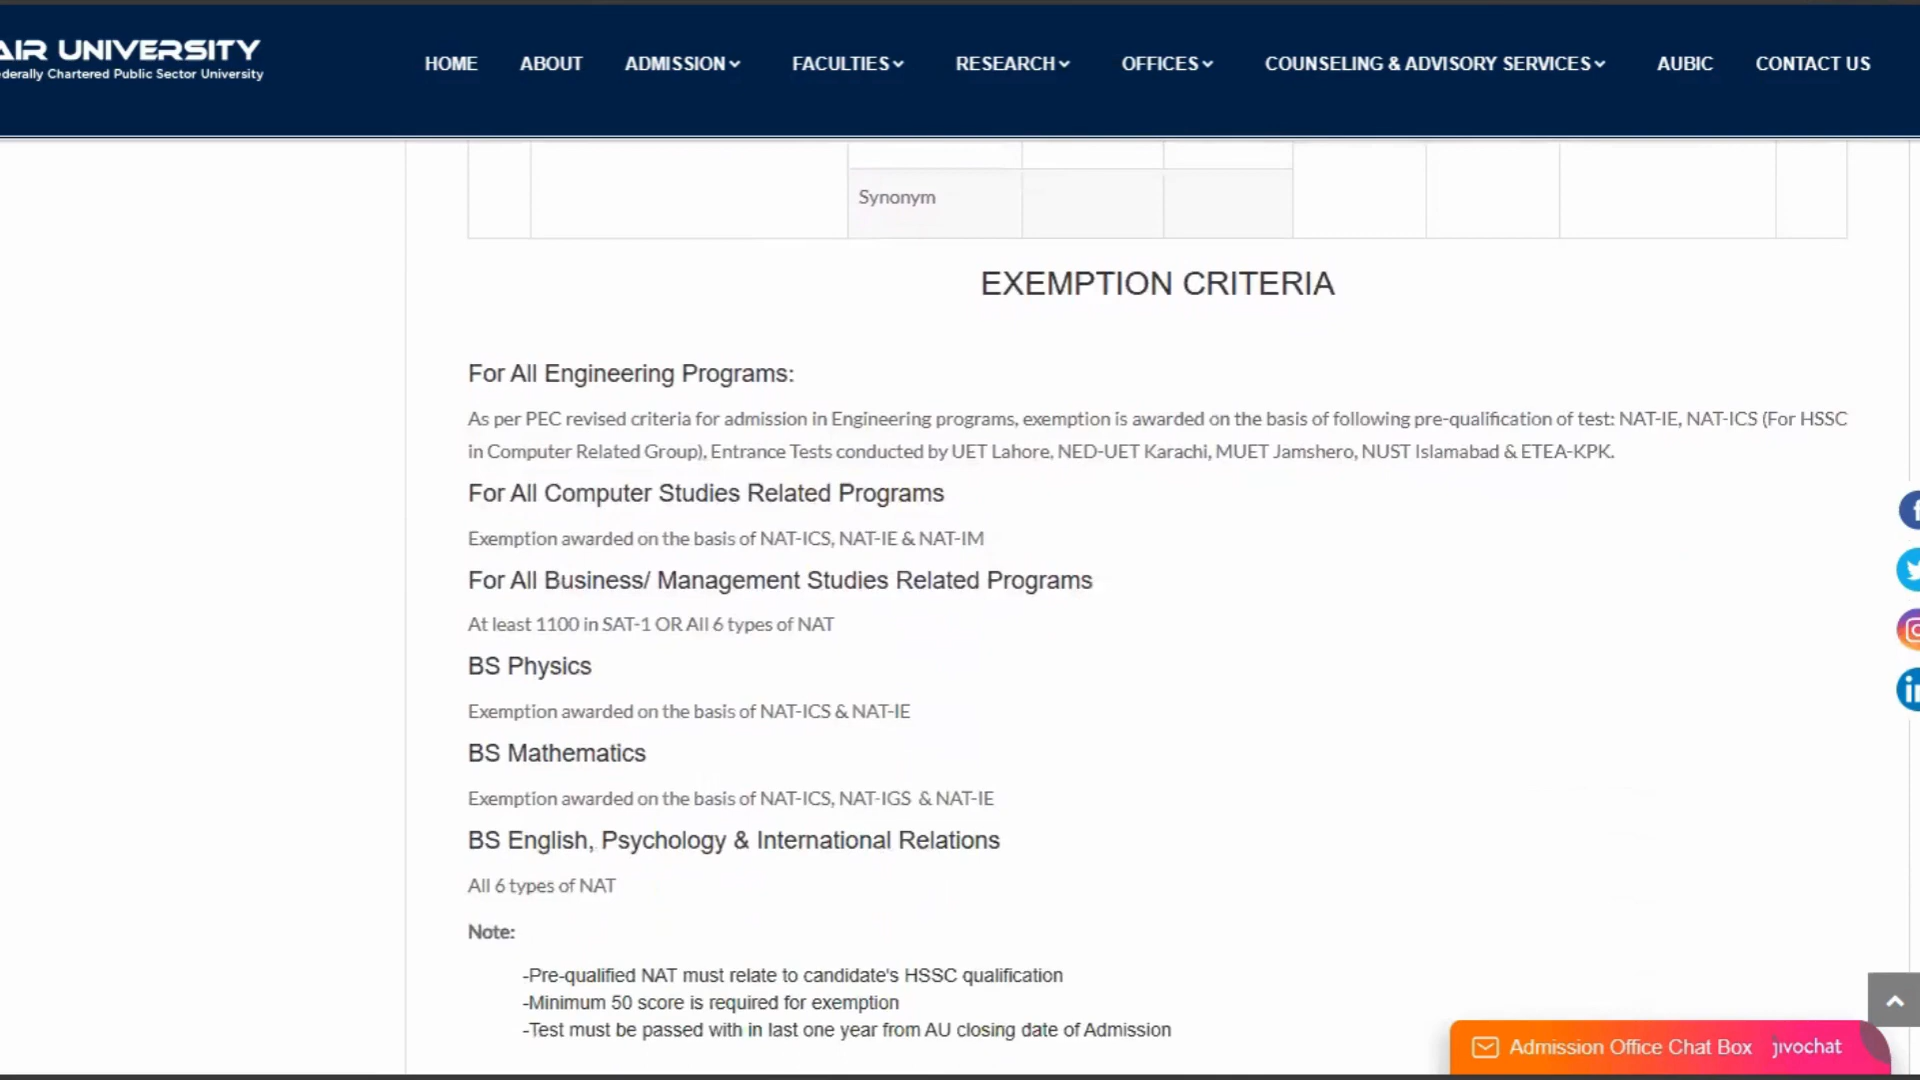 AIR UNIVERSITY
Federally Chartered Public Sector University
HOME ABOUT ADMISSION FACULTIES RESEARCH OFFICES COUNSELING & ADVISORY SERVICES AUBIC CONTACT US
Synonym
EXEMPTION CRITERIA
For All Engineering Programs:
As per PEC revised criteria for admission in Engineering programs, exemption is awarded on the basis of following pre-qualification of test: NAT-IE, NAT-ICS (For HSSC
in Computer Related Group), Entrance Tests conducted by UET Lahore, NED-UET Karachi, MUET Jamshero, NUST Islamabad & ETEA-KPK.
For All Computer Studies Related Programs
Exemption awarded on the basis of NAT-ICS, NAT-IE & NAT-IM
For All Business/ Management Studies Related Programs
At least 1100 in SAT-1 OR All 6 types of NAT
BS Physics
Exemption awarded on the basis of NAT-ICS & NAT-IE
BS Mathematics
Exemption awarded on the basis of NAT-ICS, NAT-IGS & NAT-IE
BS English, Psychology & International Relations
All 6 types of NAT
Note:
-Pre-qualified NAT must relate to candidate's HSSC qualification
-Minimum 50 score is required for exemption
-Test must be passed with in last one year from AU closing date of Admission
Admission Office Chat Box jivochat